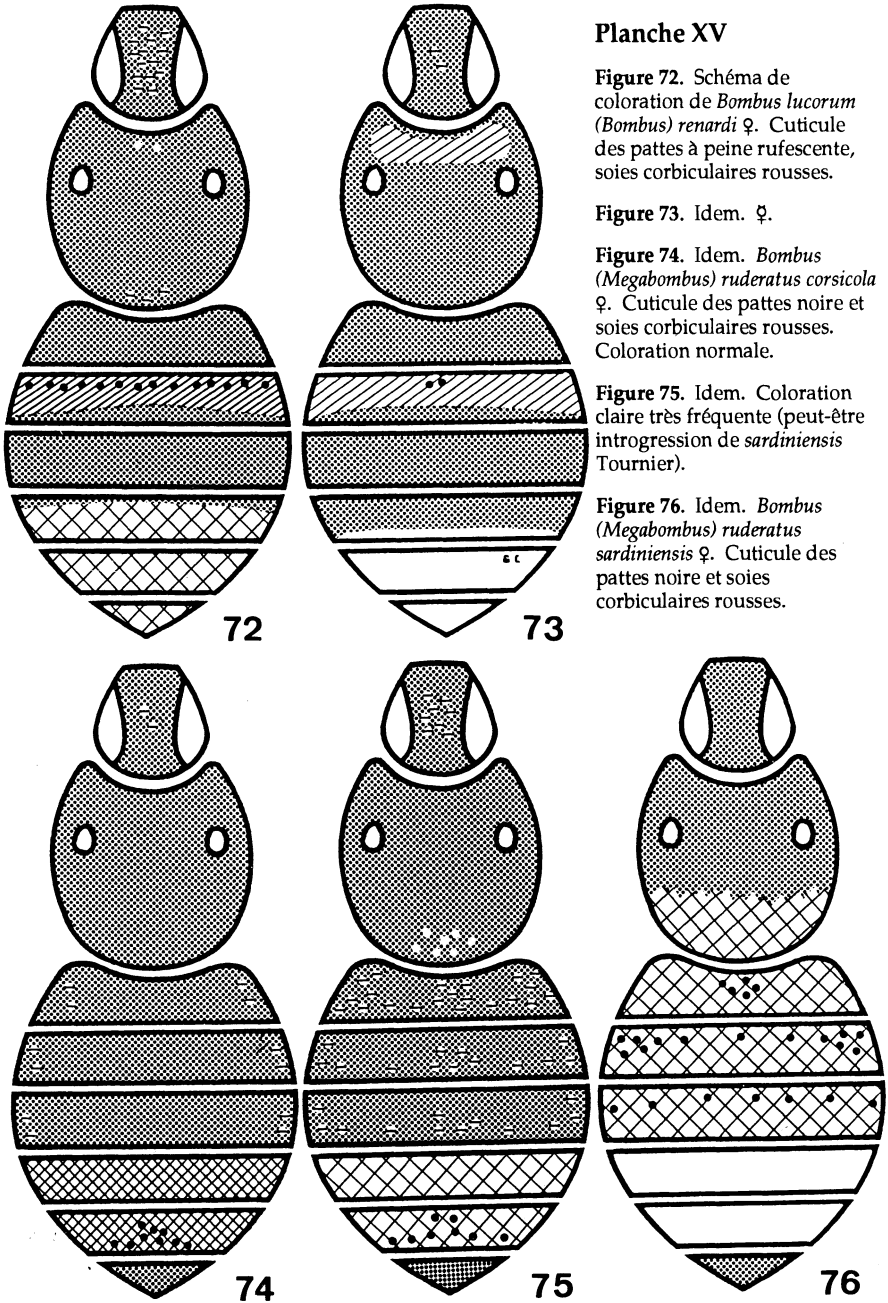 Planche XV
Figure 72. Schéma de
coloration de Bombus lucorum
(Bombus) renardi ♀. Cuticule
des pattes à peine rufescente,
soies corbiculaires rousses.
Figure 73. Idem. ☿.
Figure 74. Idem. Bombus
(Megabombus) ruderatus corsicola
♀. Cuticule des pattes noire et
soies corbiculaires rousses.
Coloration normale.
Figure 75. Idem. Coloration
claire très fréquente (peut-être
introgression de sardiniensis
Tournier).
Figure 76. Idem. Bombus
(Megabombus) ruderatus
sardiniensis ♀. Cuticule des
pattes noire et soies
corbiculaires rousses.
72
73
74
75
76